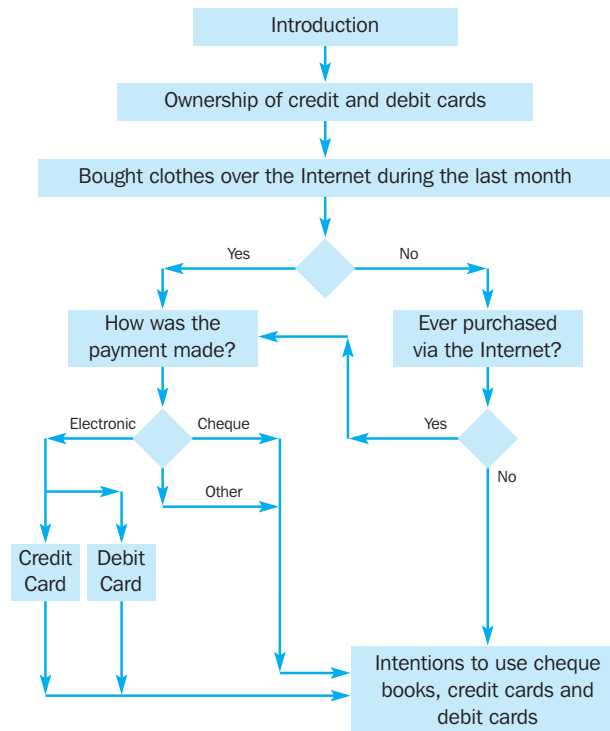 Introduction
Ownership of credit and debit cards
Bought clothes over the Internet during the last month
Yes
No
How was the
payment made?
Ever purchased
via the Internet?
Electronic
Cheque
Yes
Other
No
Credit
Card
Debit
Card
Intentions to use cheque
books, credit cards and
debit cards